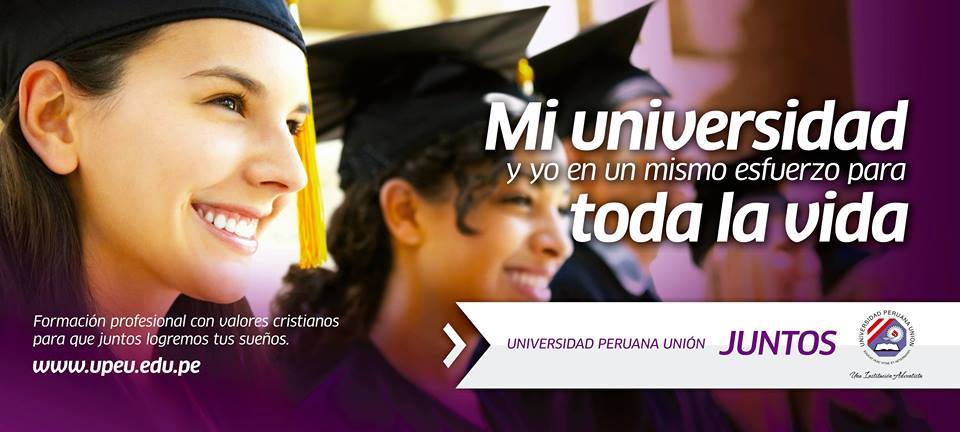 Mi universidad
y yo en un mismo esfuerzo para
toda la vida
Formación profesional con valores cristianos
para que juntos logremos tus sueños.
www.upeu.edu.pe
UNIVERSIDAD PERUANA UNIÓN JUNTOS
UNIVERSIDAD PERUANA UNIÓN
Una Institución Adventista